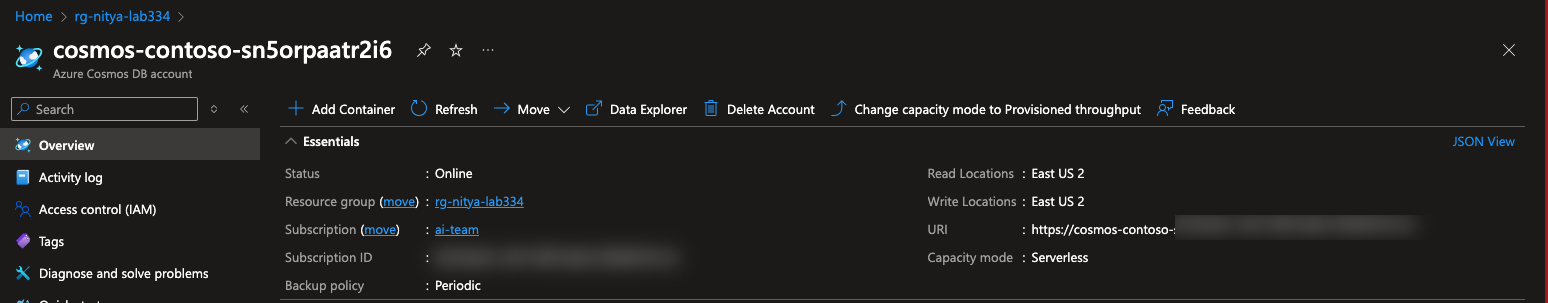 Home > rg-nitya-lab334 >
cosmos-contoso-sn5orpaatr2i6 ...
Azure Cosmos DB account
Search
Add Container Refresh Move Data Explorer Delete Account Change capacity mode to Provisioned throughput Feedback
Overview
Activity log
Access control (IAM)
Tags
Diagnose and solve problems
Essentials
JSON View
Status : Online
Resource group (move) : rg-nitya-lab334
Subscription (move) : ai-team
Subscription ID :
Backup policy : Periodic
Read Locations : East US 2
Write Locations : East US 2
URI : https://cosmos-contoso-
Capacity mode : Serverless